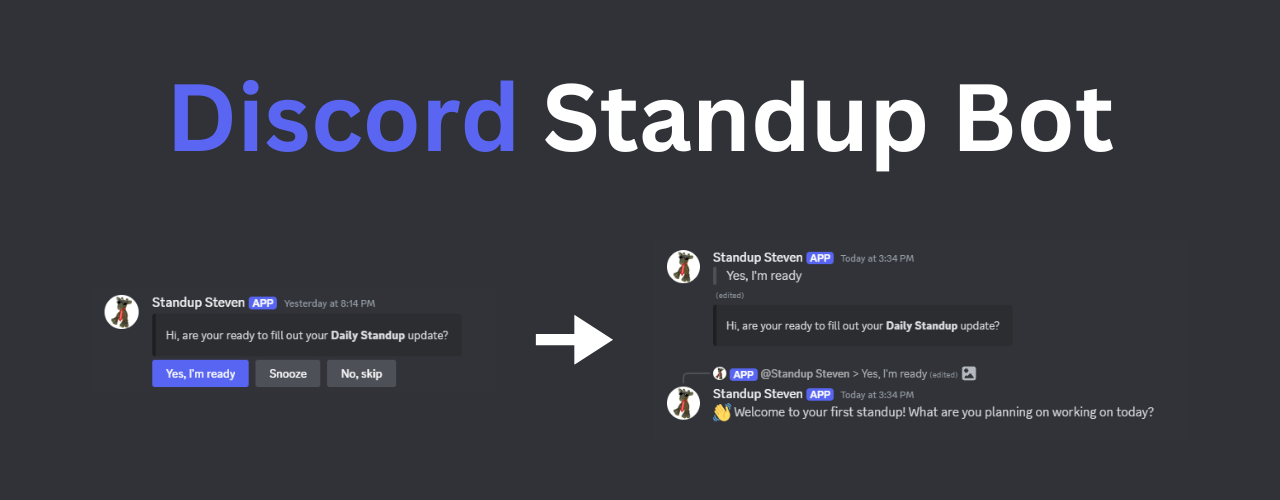 Discord Standup Bot
Standup Steven APP Yesterday at 8:14 PM
Hi, are your ready to fill out your Daily Standup update?
Yes, I'm ready Snooze No, skip
Standup Steven APP Today at 3:34 PM
Yes, I'm ready
(edited)
Hi, are your ready to fill out your Daily Standup update?
APP @Standup Steven > Yes, I'm ready (edited)
Standup Steven APP Today at 3:34 PM
👋 Welcome to your first standup! What are you planning on working on today?